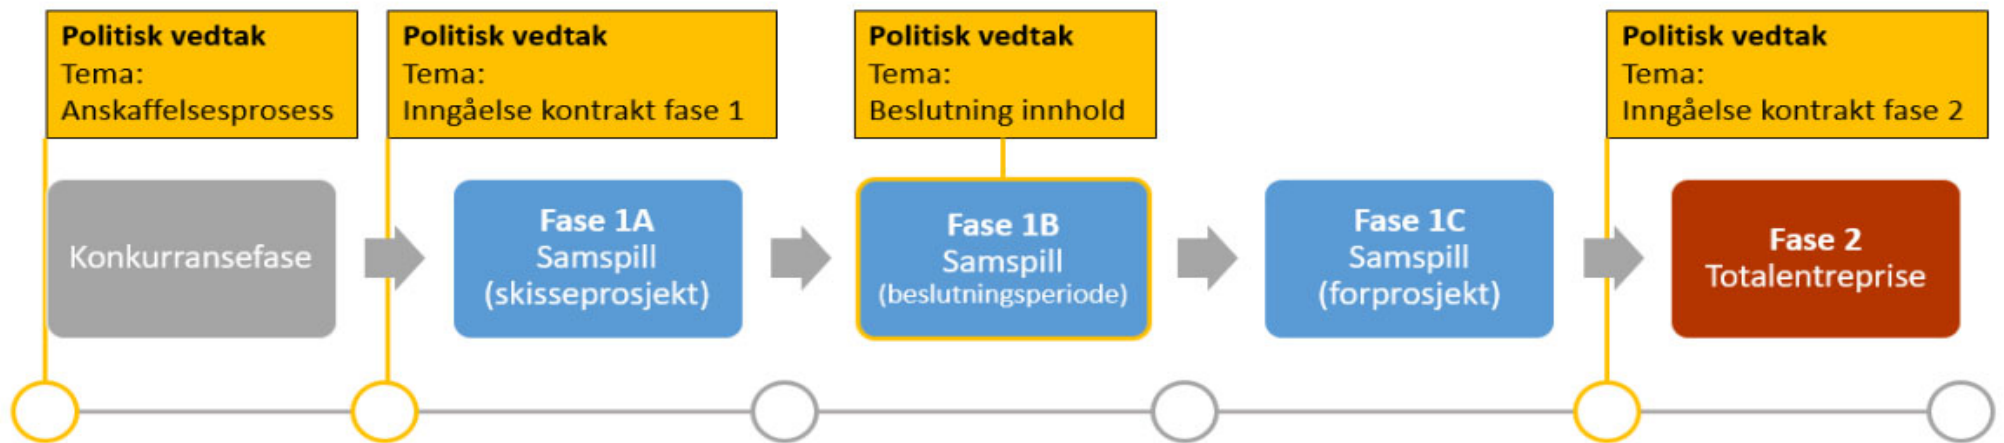 Politisk vedtak
Tema:
Anskaffelsesprosess
Politisk vedtak
Tema:
Inngåelse kontrakt fase 1
Politisk vedtak
Tema:
Beslutning innhold
Politisk vedtak
Tema:
Inngåelse kontrakt fase 2
Konkurransefase
Fase 1A
Samspill
(skisseprosjekt)
Fase 1B
Samspill
(beslutningsperiode)
Fase 1C
Samspill
(forprosjekt)
Fase 2
Totalentreprise